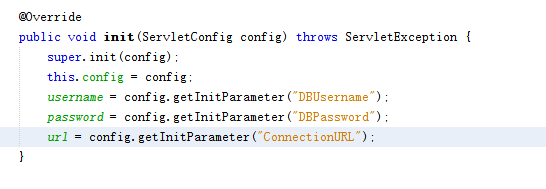 @Override
public void init(ServletConfig config) throws ServletException {
super.init(config);
this.config = config;
username = config.getInitParameter("DBUsername");
password = config.getInitParameter("DBPassword");
url = config.getInitParameter("ConnectionURL");
}